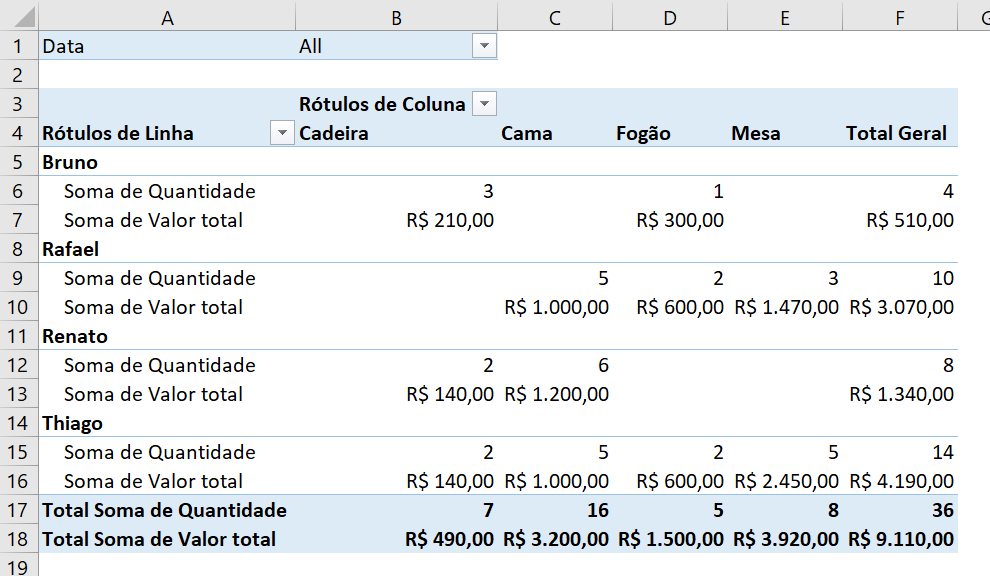 A B C D E F
1 Data All
2
3 Rótulos de Coluna
4 Rótulos de Linha Cadeira Cama Fogão Mesa Total Geral
5 Bruno
6 Soma de Quantidade 3 1 4
7 Soma de Valor total R$ 210,00 R$ 300,00 R$ 510,00
8 Rafael
9 Soma de Quantidade 5 2 3 10
10 Soma de Valor total R$ 1.000,00 R$ 600,00 R$ 1.470,00 R$ 3.070,00
11 Renato
12 Soma de Quantidade 2 6 8
13 Soma de Valor total R$ 140,00 R$ 1.200,00 R$ 1.340,00
14 Thiago
15 Soma de Quantidade 2 5 2 5 14
16 Soma de Valor total R$ 140,00 R$ 1.000,00 R$ 600,00 R$ 2.450,00 R$ 4.190,00
17 Total Soma de Quantidade 7 16 5 8 36
18 Total Soma de Valor total R$ 490,00 R$ 3.200,00 R$ 1.500,00 R$ 3.920,00 R$ 9.110,00
19